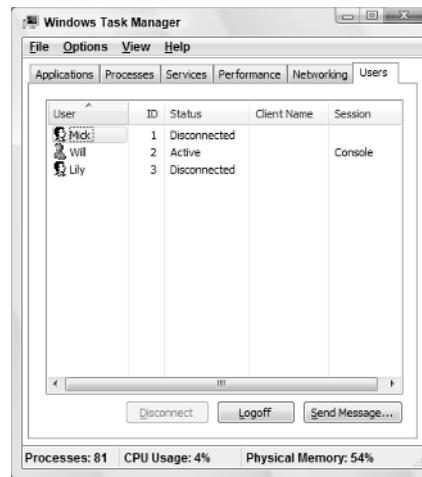 Windows Task Manager
File Options View Help
Applications Processes Services Performance Networking Users
User ID Status Client Name Session
Mick 1 Disconnected
Will 2 Active Console
Lily 3 Disconnected
Disconnect Logoff Send Message...
Processes: 81 CPU Usage: 4% Physical Memory: 54%